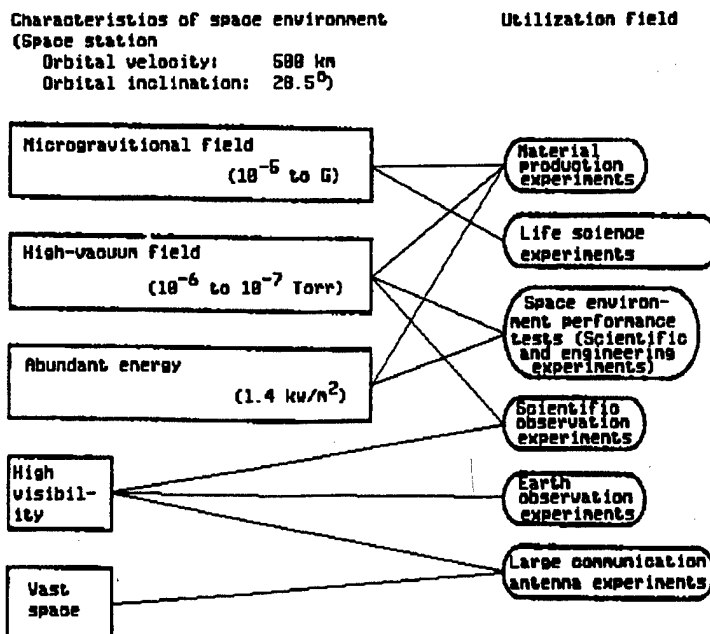 Characteristics of space environment
(Space station
Orbital velocity: 500 km
Orbital inclination: 28.5⁰)
Utilization field
Microgravitional field
(10⁻⁵ to G)
High-vacuum field
(10⁻⁶ to 10⁻⁷ Torr)
Abundant energy
(1.4 kw/m²)
High
visibil-
ity
Vast
space
Material
production
experiments
Life science
experiments
Space environ-
ment performance
tests (Scientific
and engineering
experiments)
Scientific
observation
experiments
Earth
observation
experiments
Large communication
antenna experiments